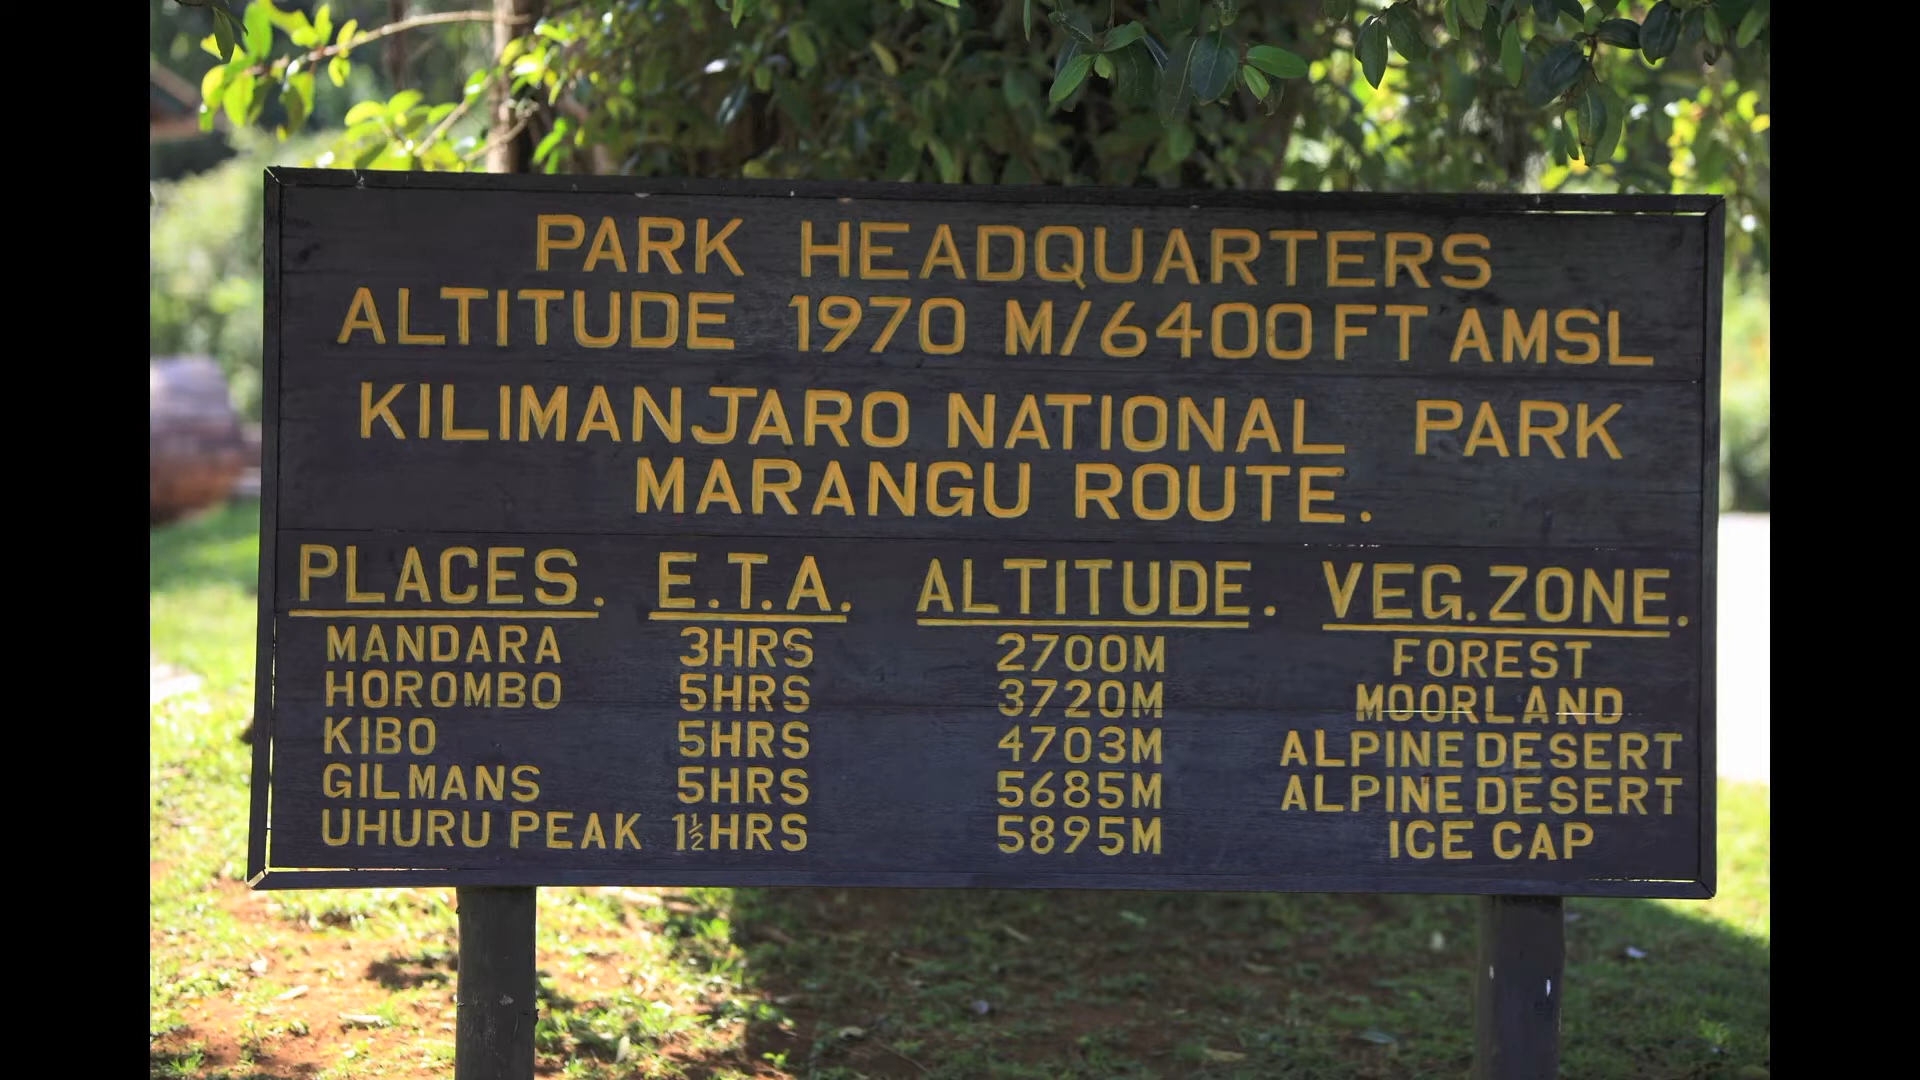 PARK HEADQUARTERS
ALTITUDE 1970 M/6400 FT AMSL
KILIMANJARO NATIONAL PARK
MARANGU ROUTE.
PLACES. E.T.A. ALTITUDE. VEG.ZONE.
MANDARA 3HRS 2700M FOREST
HOROMBO 5HRS 3720M MOORLAND
KIBO 5HRS 4703M ALPINE DESERT
GILMANS 5HRS 5685M ALPINE DESERT
UHURU PEAK 1½HRS 5895M ICE CAP